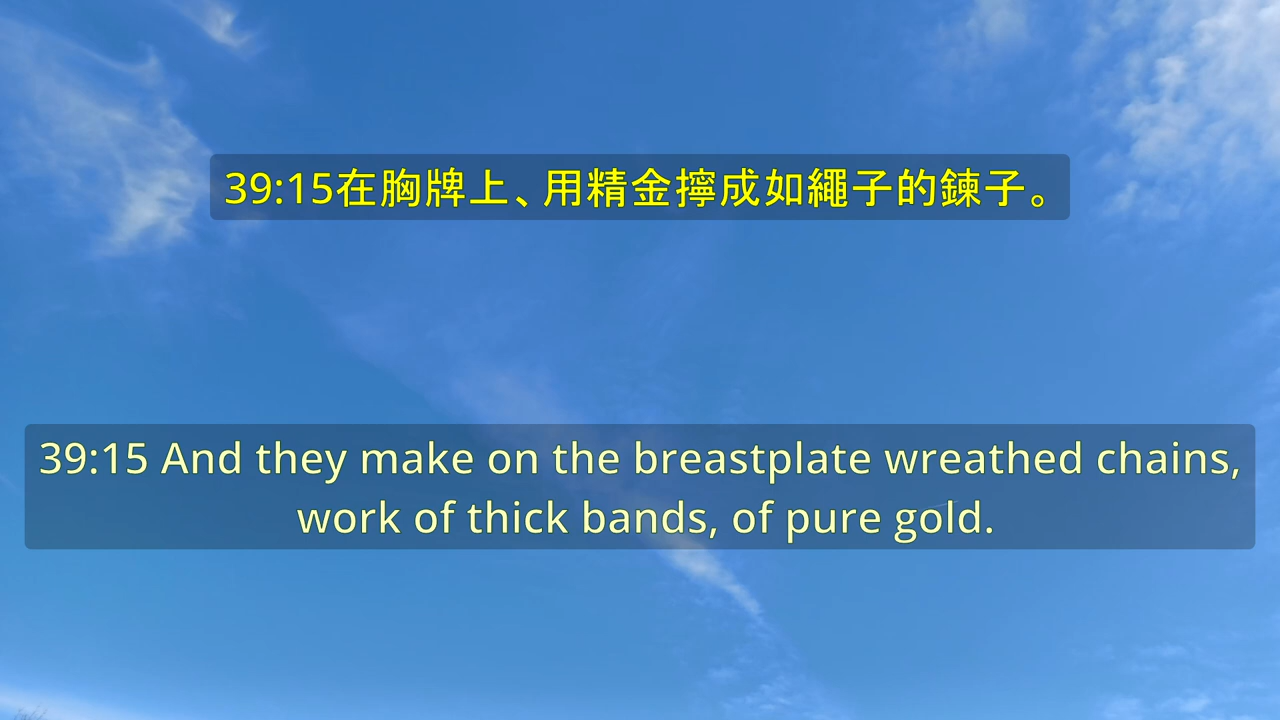 39:15在胸牌上、用精金擰成如繩子的鍊子。
39:15 And they make on the breastplate wreathed chains,
work of thick bands, of pure gold.